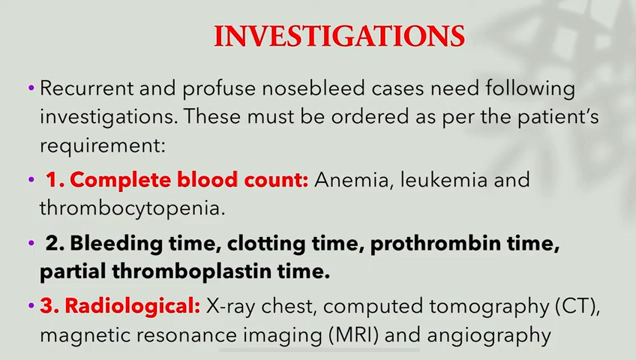 INVESTIGATIONS
• Recurrent and profuse nosebleed cases need following
investigations. These must be ordered as per the patient's
requirement:
• 1. Complete blood count: Anemia, leukemia and
thrombocytopenia.
• 2. Bleeding time, clotting time, prothrombin time,
partial thromboplastin time.
• 3. Radiological: X-ray chest, computed tomography (CT),
magnetic resonance imaging (MRI) and angiography